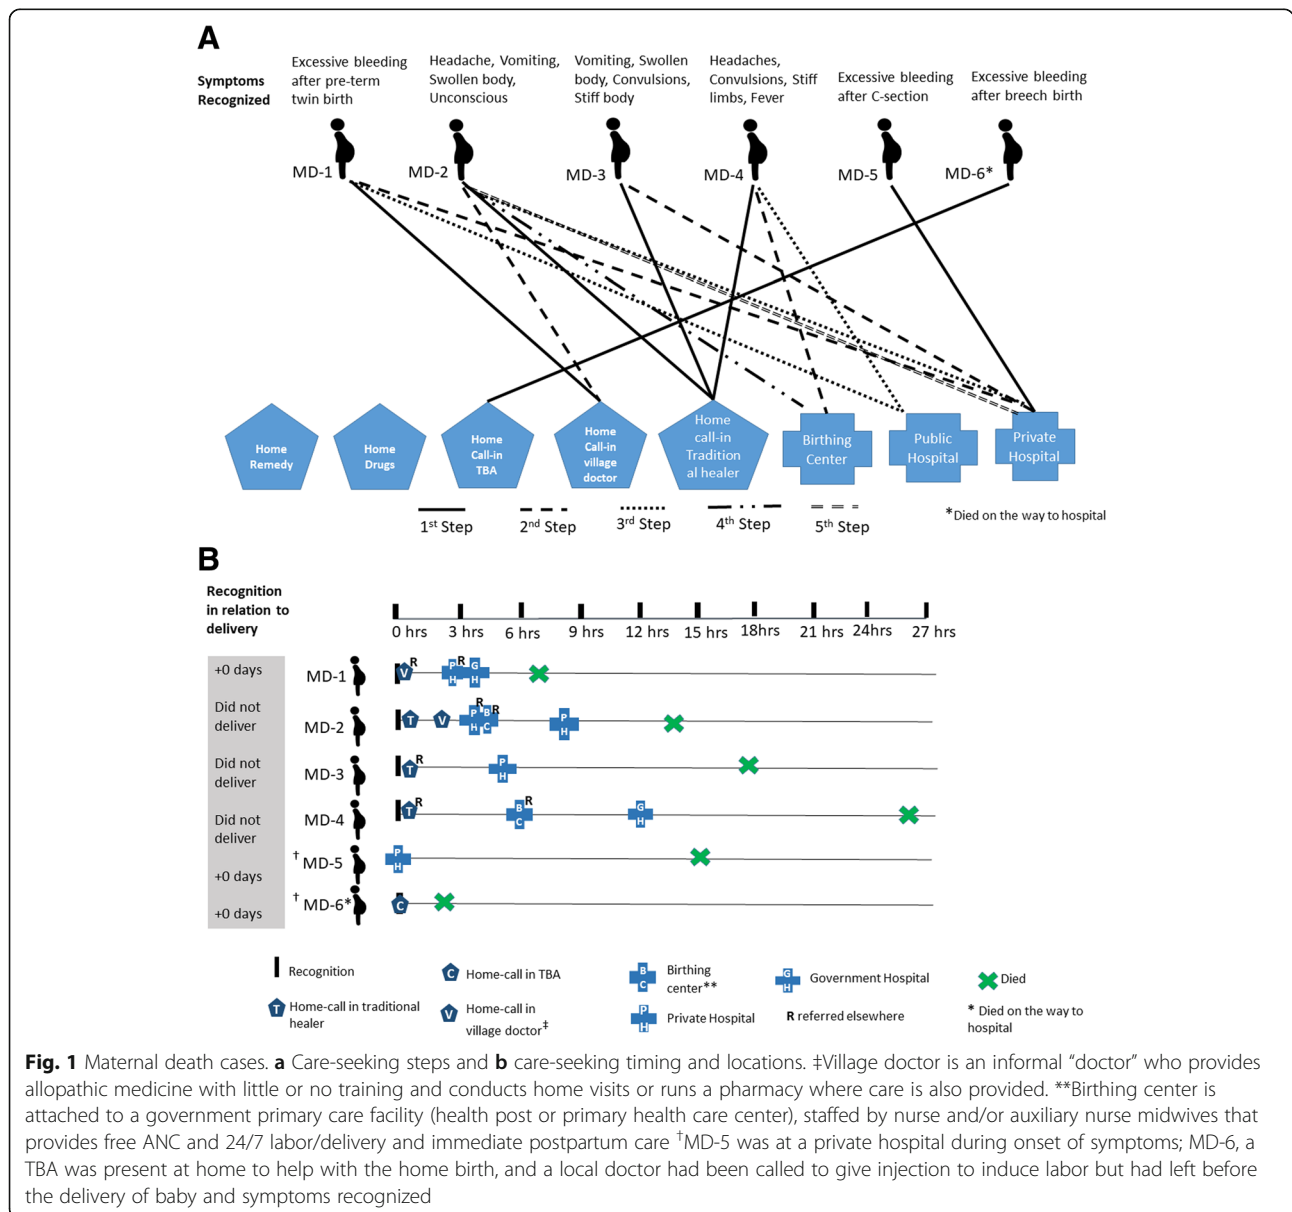 A
Symptoms
Recognized
Excessive bleeding
after pre-term
twin birth
Headache, Vomiting,
Swollen body,
Unconscious
Vomiting, Swollen
body, Convulsions,
Stiff body
Headaches,
Convulsions, Stiff
limbs, Fever
Excessive bleeding
after C-section
Excessive bleeding
after breech birth
MD-1
MD-2
MD-3
MD-4
MD-5
MD-6*
Home
Remedy
Home
Drugs
Home
Call-in
TBA
Home
Call-in
village
doctor
Home
call-in
Tradition
al healer
Birthing
Center
Public
Hospital
Private
Hospital
1st Step
2nd Step
3rd Step
4th Step
5th Step
*Died on the way to hospital
B
Recognition
in relation to
delivery
0 hrs
3 hrs
6 hrs
9 hrs
12 hrs
15 hrs
18hrs
21 hrs
24hrs
27 hrs
+0 days
MD-1
V
R
P
H
R
G
H
Did not
deliver
MD-2
T
V
P
H
R
B
C
R
P
H
Did not
deliver
MD-3
T
R
P
H
Did not
deliver
MD-4
T
R
B
C
R
G
H
+0 days
† MD-5
P
H
+0 days
† MD-6*
C
Recognition
C Home-call in TBA
B
C
Birthing
center**
G
H
Government Hospital
Died
T Home-call in traditional
healer
V Home-call in
village doctor‡
P
H
Private Hospital
R referred elsewhere
* Died on the way to
hospital
Fig. 1 Maternal death cases. a Care-seeking steps and b care-seeking timing and locations. ‡Village doctor is an informal “doctor” who provides
allopathic medicine with little or no training and conducts home visits or runs a pharmacy where care is also provided. **Birthing center is
attached to a government primary care facility (health post or primary health care center), staffed by nurse and/or auxiliary nurse midwives that
provides free ANC and 24/7 labor/delivery and immediate postpartum care †MD-5 was at a private hospital during onset of symptoms; MD-6, a
TBA was present at home to help with the home birth, and a local doctor had been called to give injection to induce labor but had left before
the delivery of baby and symptoms recognized